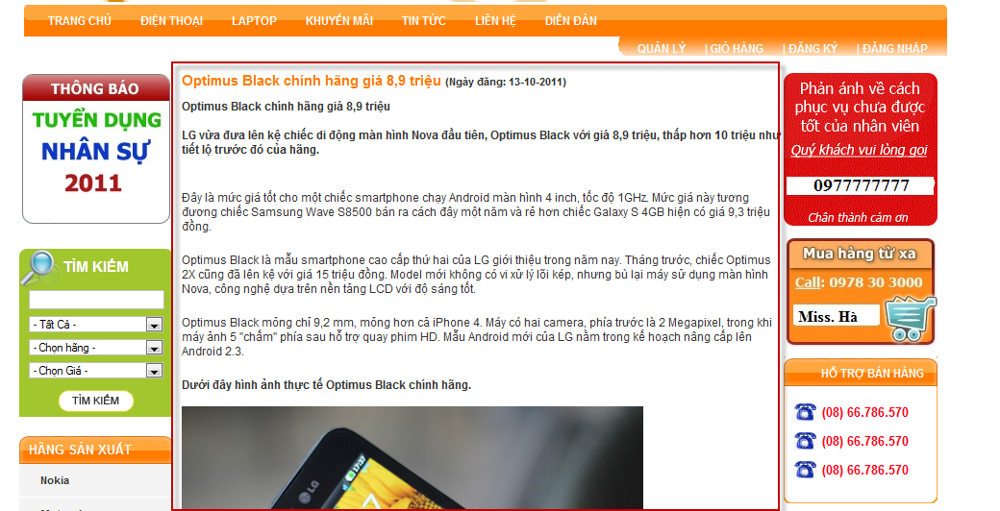 TRANG CHỦ ĐIỆN THOẠI LAPTOP KHUYẾN MÃI TIN TỨC LIÊN HỆ DIỄN ĐÀN
QUẢN LÝ | GIỎ HÀNG | ĐĂNG KÝ | ĐĂNG NHẬP
THÔNG BÁO
TUYỂN DỤNG
NHÂN SỰ
2011
TÌM KIẾM
- Tất Cả -
- Chọn hãng -
- Chọn Giá -
TÌM KIẾM
HÃNG SẢN XUẤT
Nokia
Optimus Black chính hãng giá 8,9 triệu (Ngày đăng: 13-10-2011)
Optimus Black chính hãng giá 8,9 triệu
LG vừa đưa lên kệ chiếc di động màn hình Nova đầu tiên, Optimus Black với giá 8,9 triệu, thấp hơn 10 triệu như
tiết lộ trước đó của hãng.
Đây là mức giá tốt cho một chiếc smartphone chạy Android màn hình 4 inch, tốc độ 1GHz. Mức giá này tương
đương chiếc Samsung Wave S8500 bán ra cách đây một năm và rẻ hơn chiếc Galaxy S 4GB hiện có giá 9,3 triệu
đồng.
Optimus Black là mẫu smartphone cao cấp thứ hai của LG giới thiệu trong năm nay. Tháng trước, chiếc Optimus
2X cũng đã lên kệ với giá 15 triệu đồng. Model mới không có vi xử lý lõi kép, nhưng bù lại máy sử dụng màn hình
Nova, công nghệ dựa trên nền tảng LCD với độ sáng tốt.
Optimus Black mỏng chỉ 9,2 mm, mỏng hơn cả iPhone 4. Máy có hai camera, phía trước là 2 Megapixel, trong khi
máy ảnh 5 "chấm" phía sau hỗ trợ quay phim HD. Mẫu Android mới của LG nằm trong kế hoạch nâng cấp lên
Android 2.3.
Dưới đây hình ảnh thực tế Optimus Black chính hãng.
LG
17:37
Phản ánh về cách
phục vụ chưa được
tốt của nhân viên
Quý khách vui lòng gọi
0977777777
Chân thành cảm ơn
Mua hàng từ xa
Call: 0978 30 3000
Miss. Hà
HỖ TRỢ BÁN HÀNG
(08) 66.786.570
(08) 66.786.570
(08) 66.786.570